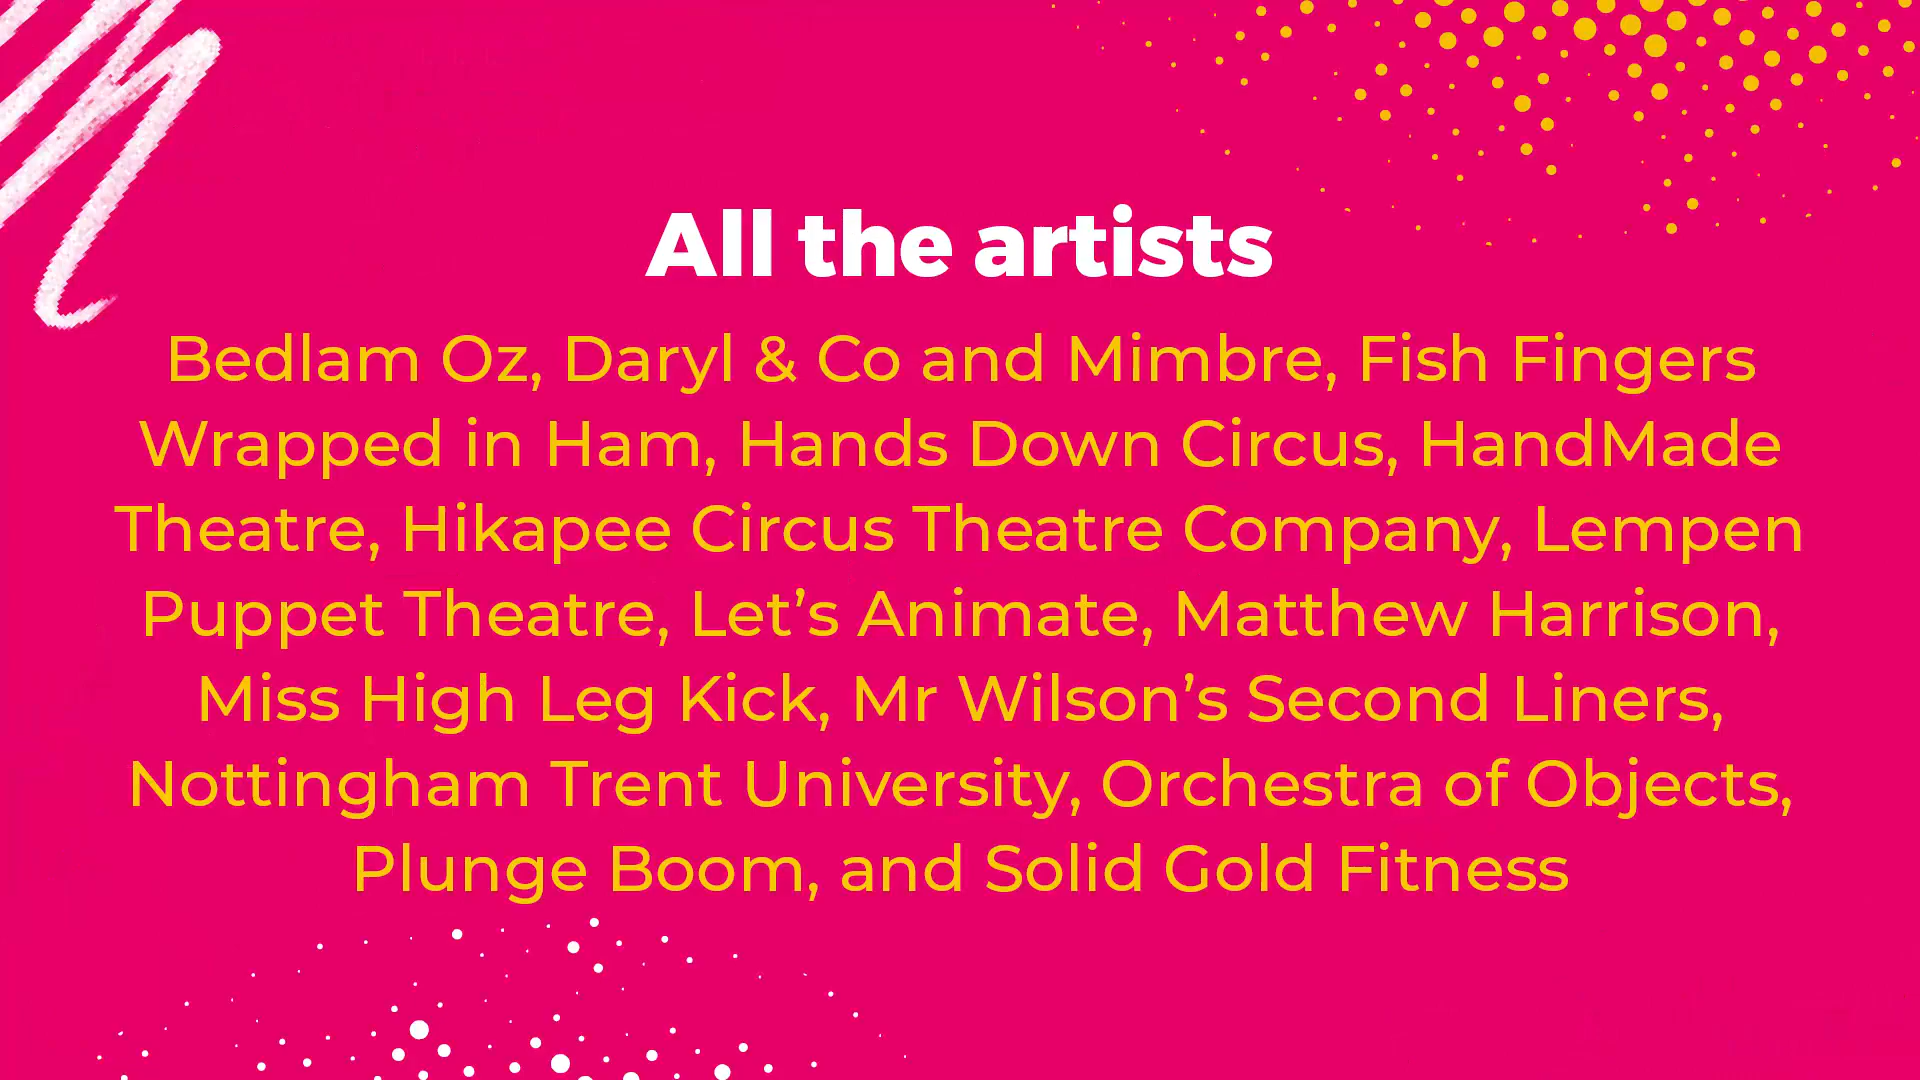 All the artists
Bedlam Oz, Daryl & Co and Mimbre, Fish Fingers
Wrapped in Ham, Hands Down Circus, HandMade
Theatre, Hikapee Circus Theatre Company, Lempen
Puppet Theatre, Let’s Animate, Matthew Harrison,
Miss High Leg Kick, Mr Wilson’s Second Liners,
Nottingham Trent University, Orchestra of Objects,
Plunge Boom, and Solid Gold Fitness